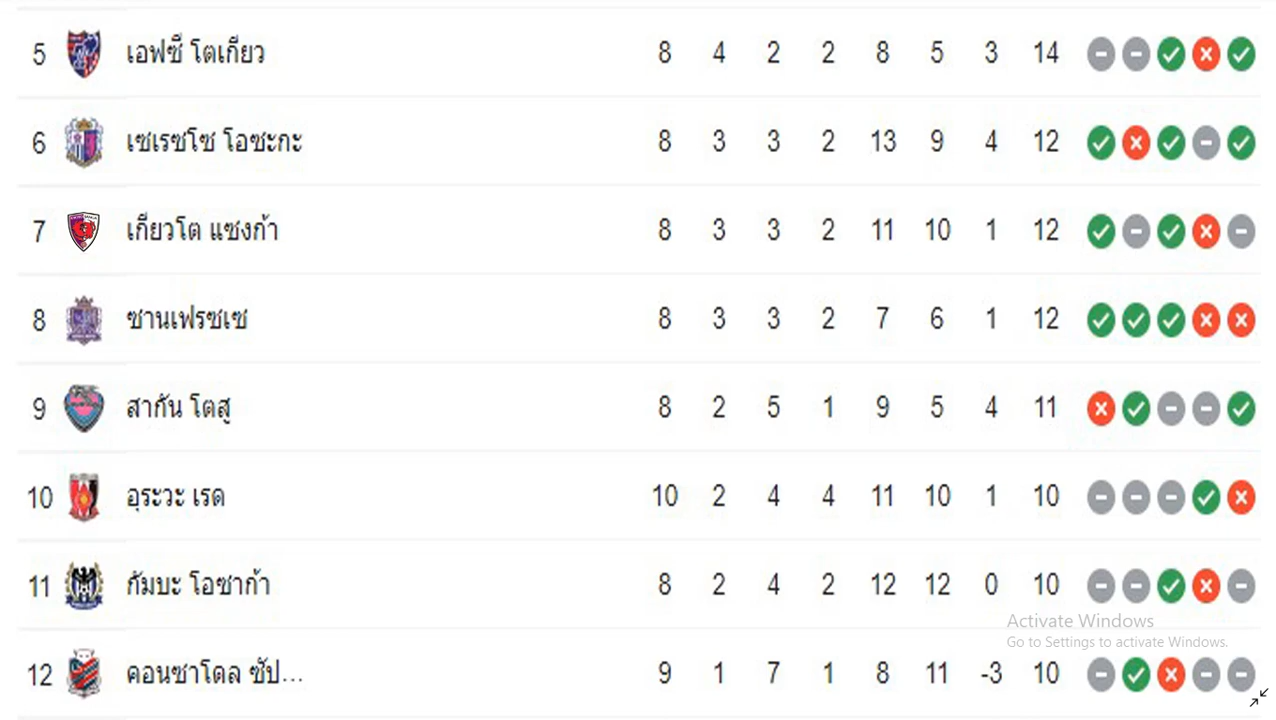 5 เอฟซี โตเกียว 8 4 2 2 8 5 3 14
6 เซเรซโซ โอซะกะ 8 3 3 2 13 9 4 12
7 เกียวโต แซงก้า 8 3 3 2 11 10 1 12
8 ซานเฟรซเซ 8 3 3 2 7 6 1 12
9 สากัน โตสุ 8 2 5 1 9 5 4 11
10 อุระวะ เรด 10 2 4 4 11 10 1 10
11 กัมบะ โอซาก้า 8 2 4 2 12 12 0 10
Activate Windows
Go to Settings to activate Windows.
12 คอนซาโดล ซัป... 9 1 7 1 8 11 -3 10